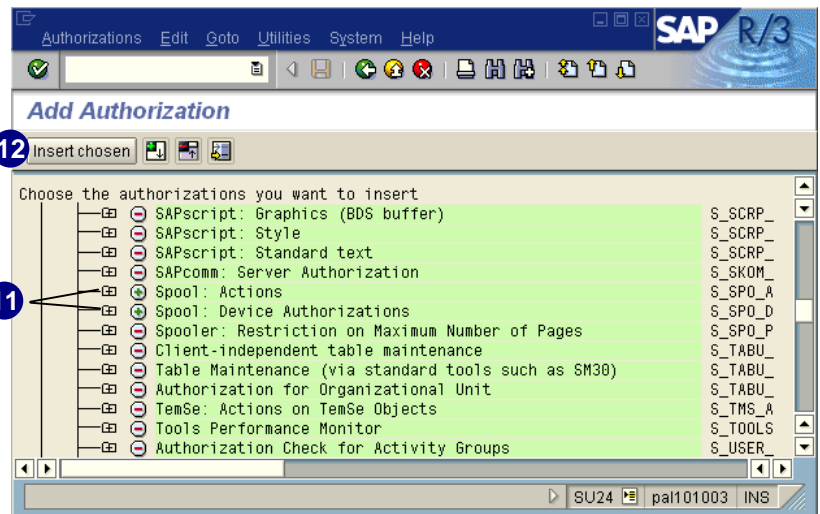 Authorizations Edit Goto Utilities System Help
SAP R/3
Add Authorization
12 Insert chosen
Choose the authorizations you want to insert
SAPscript: Graphics (BDS buffer) S_SCRP_
SAPscript: Style S_SCRP_
SAPscript: Standard text S_SCRP_
SAPcomm: Server Authorization S_SKOM_
11 Spool: Actions S_SPO_A
Spool: Device Authorizations S_SPO_D
Spooler: Restriction on Maximum Number of Pages S_SPO_P
Client-independent table maintenance S_TABU_
Table Maintenance (via standard tools such as SM30) S_TABU_
Authorization for Organizational Unit S_TABU_
TemSe: Actions on TemSe Objects S_TMS_A
Tools Performance Monitor S_TOOLS
Authorization Check for Activity Groups S_USER_
SU24 pal101003 INS